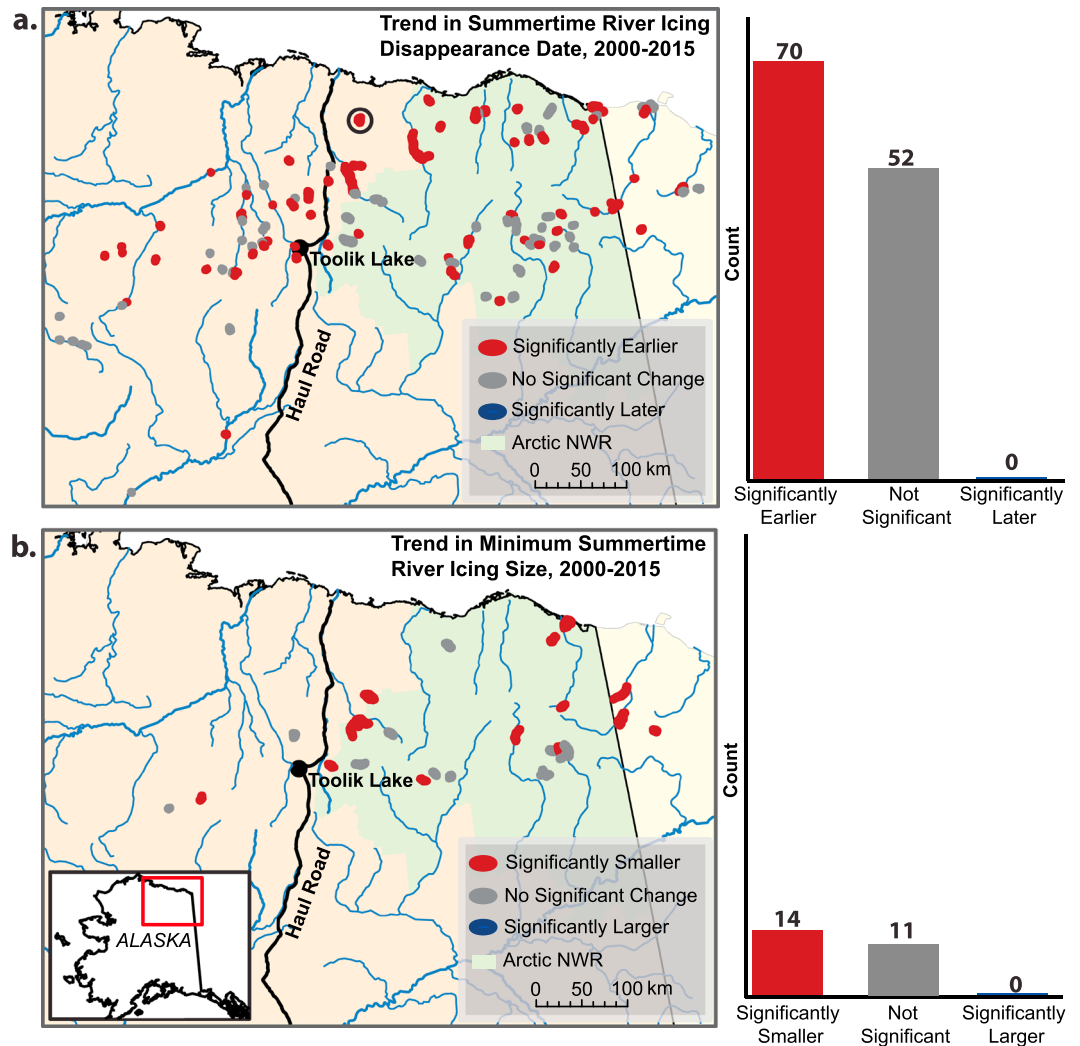 a.
Trend in Summertime River Icing
Disappearance Date, 2000-2015
Toolik Lake
Haul Road
Significantly Earlier
No Significant Change
Significantly Later
Arctic NWR
0 50 100 km
Count
70
52
0
Significantly
Earlier
Not
Significant
Significantly
Later
b.
Trend in Minimum Summertime
River Icing Size, 2000-2015
Toolik Lake
Haul Road
ALASKA
Significantly Smaller
No Significant Change
Significantly Larger
Arctic NWR
0 50 100 km
Count
14
11
0
Significantly
Smaller
Not
Significant
Significantly
Larger